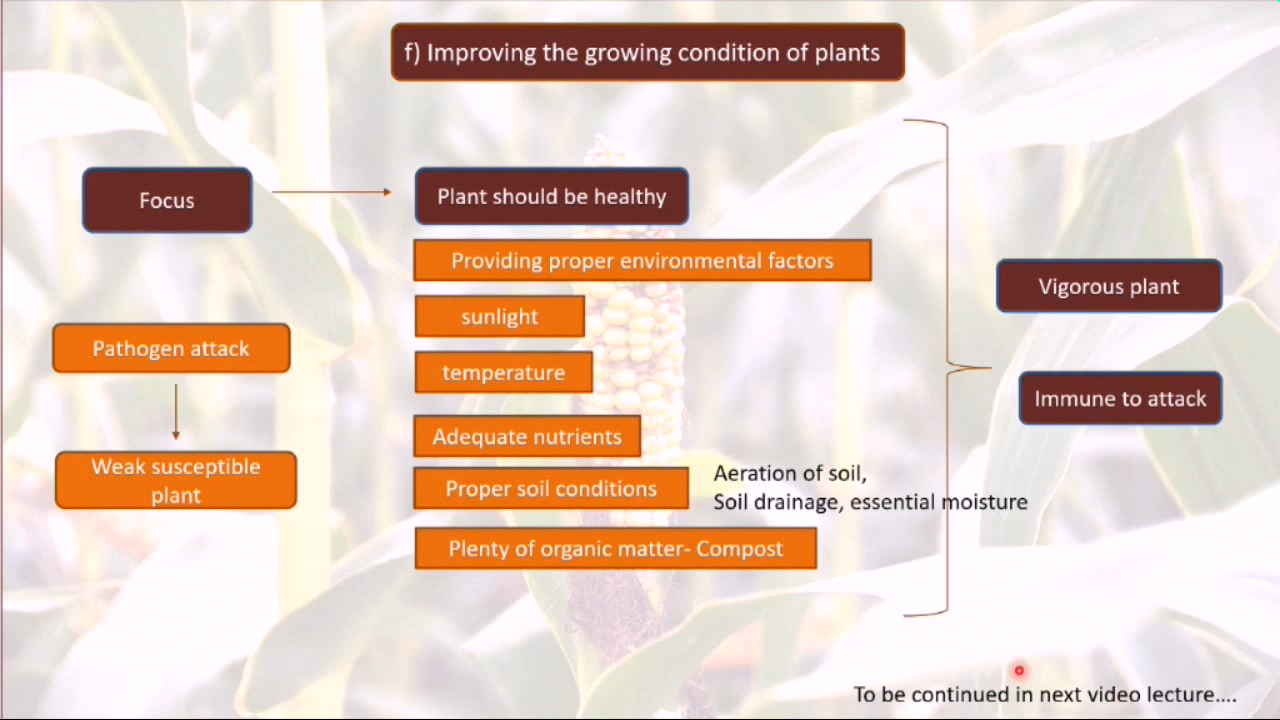 f) Improving the growing condition of plants
Focus
Plant should be healthy
Providing proper environmental factors
sunlight
temperature
Adequate nutrients
Proper soil conditions
Aeration of soil,
Soil drainage, essential moisture
Plenty of organic matter- Compost
Pathogen attack
Weak susceptible
plant
Vigorous plant
Immune to attack
To be continued in next video lecture....